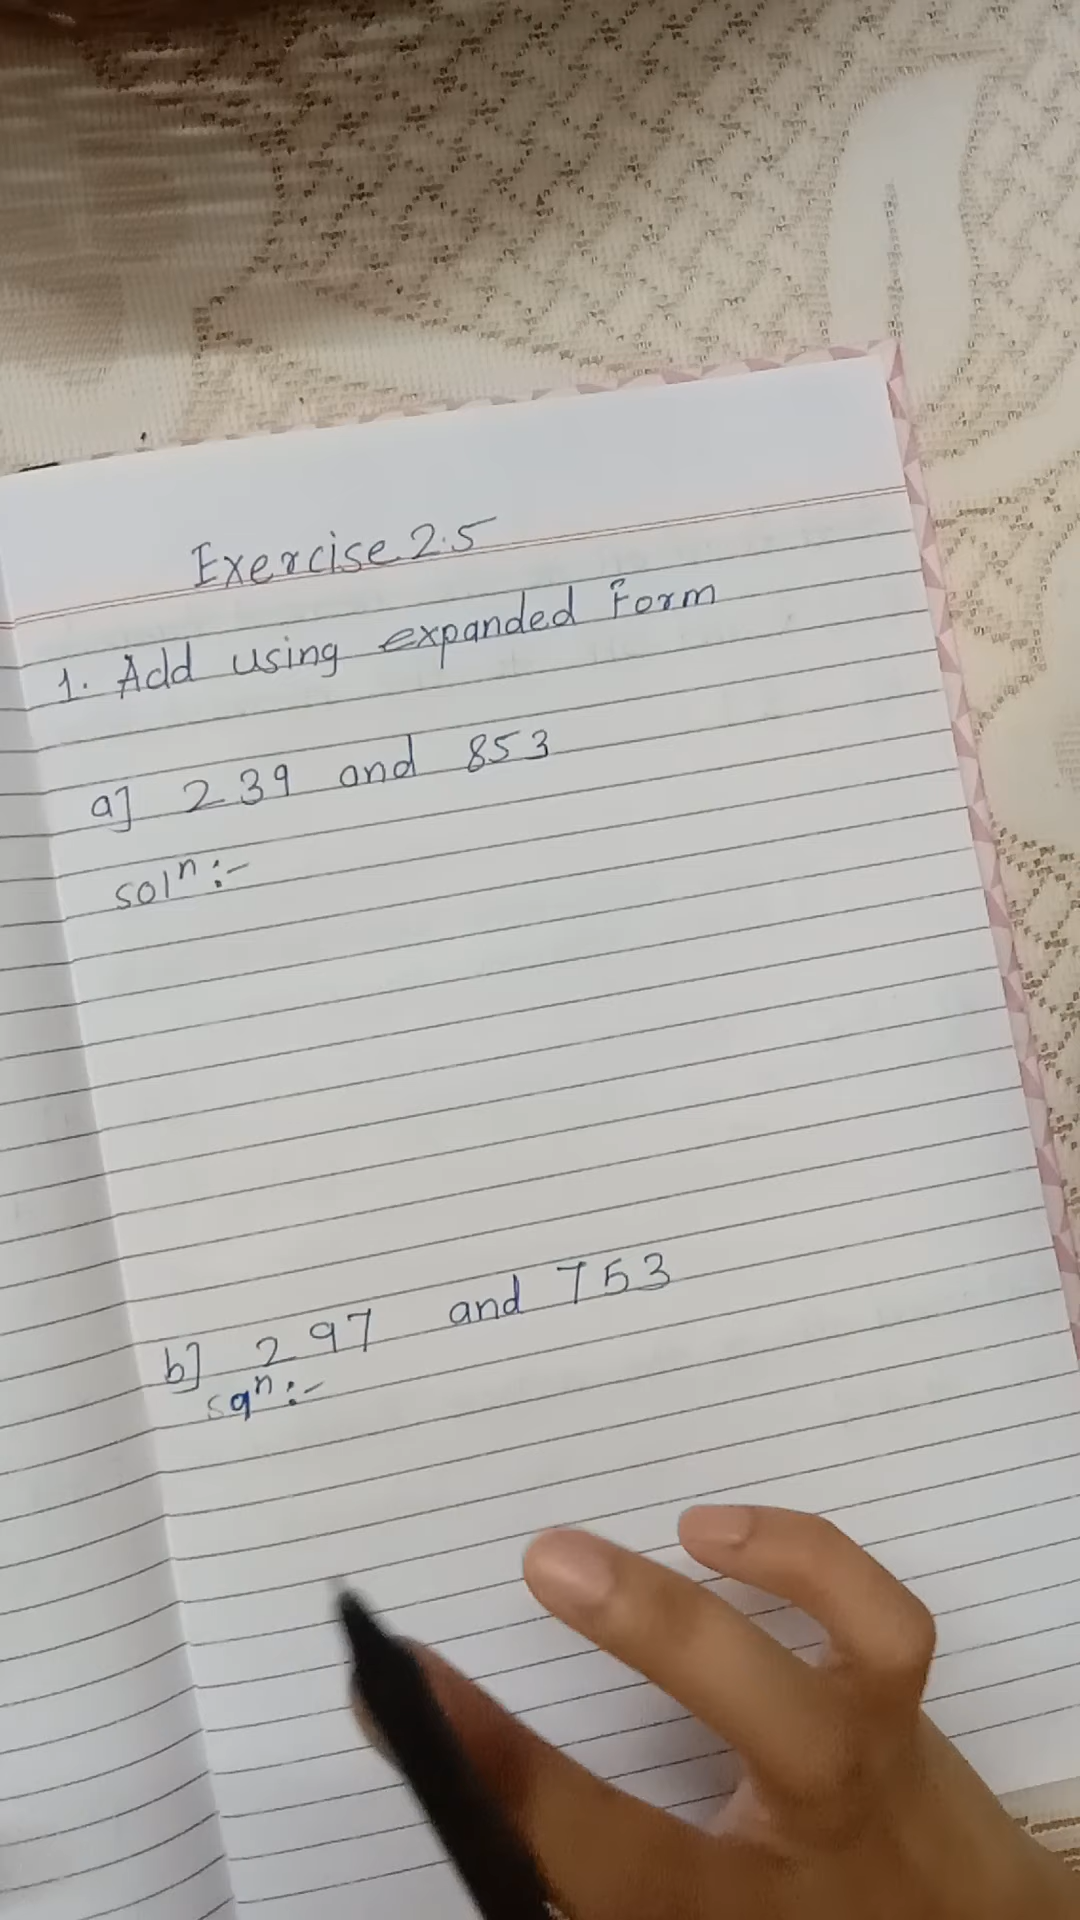 Exercise 2.5
1. Add using expanded Form
a] 239 and 853
solⁿ:-
b] 297 and 753
solⁿ:-